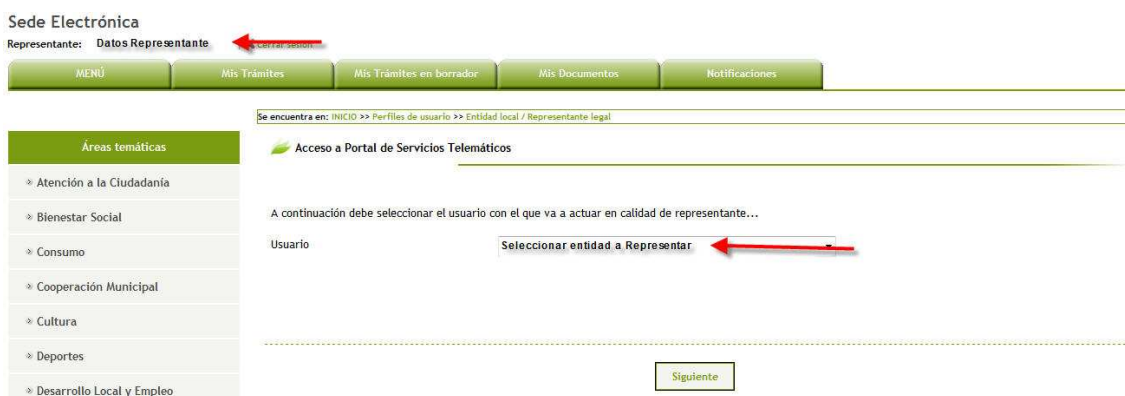 Sede Electrónica
Representante: Datos Representante Cerrar sesión
MENÚ Mis Trámites Mis Trámites en borrador Mis Documentos Notificaciones
Se encuentra en: INICIO >> Perfiles de usuario >> Entidad local / Representante legal
Áreas temáticas
Acceso a Portal de Servicios Telemáticos
» Atención a la Ciudadanía
» Bienestar Social
» Consumo
» Cooperación Municipal
» Cultura
» Deportes
» Desarrollo Local y Empleo
A continuación debe seleccionar el usuario con el que va a actuar en calidad de representante...
Usuario Seleccionar entidad a Representar
Siguiente